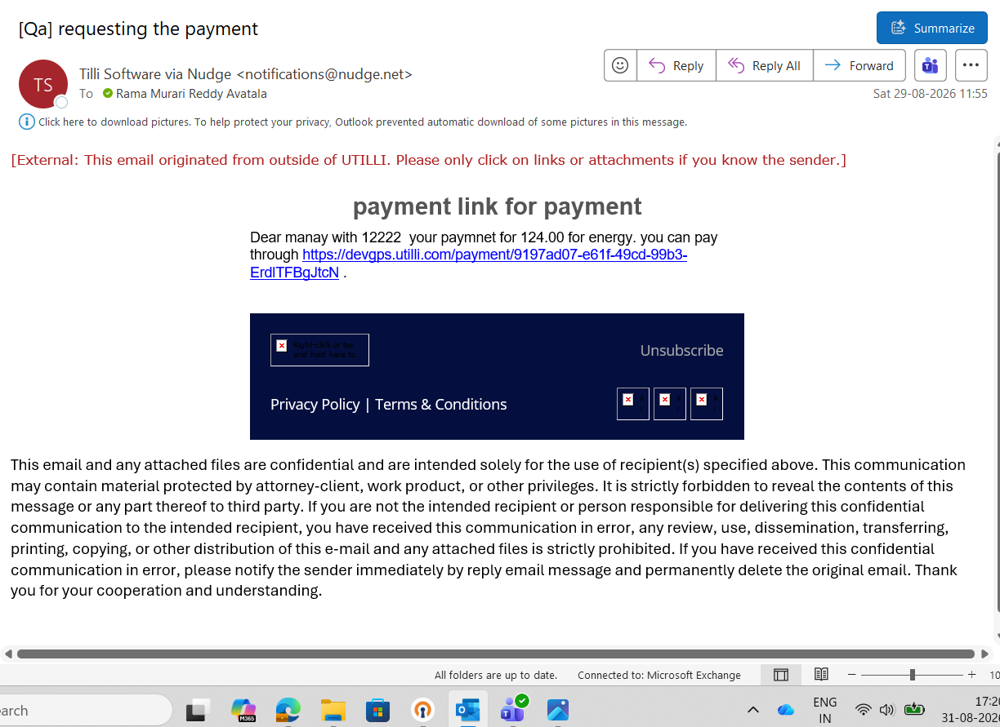 [Qa] requesting the payment
Summarize
TS
Tilli Software via Nudge <notifications@nudge.net>
To Rama Murari Reddy Avatala
Reply
Reply All
Forward
Sat 29-08-2026 11:55
Click here to download pictures. To help protect your privacy, Outlook prevented automatic download of some pictures in this message.
[External: This email originated from outside of UTILLI. Please only click on links or attachments if you know the sender.]
payment link for payment
Dear manay with 12222  your paymnet for 124.00 for energy. you can pay
through https://devgps.utilli.com/payment/9197ad07-e61f-49cd-99b3-
ErdlTFBgJtcN .
Right-click or tap
and hold here to...
Unsubscribe
Privacy Policy | Terms & Conditions
This email and any attached files are confidential and are intended solely for the use of recipient(s) specified above. This communication
may contain material protected by attorney-client, work product, or other privileges. It is strictly forbidden to reveal the contents of this
message or any part thereof to third party. If you are not the intended recipient or person responsible for delivering this confidential
communication to the intended recipient, you have received this communication in error, any review, use, dissemination, transferring,
printing, copying, or other distribution of this e-mail and any attached files is strictly prohibited. If you have received this confidential
communication in error, please notify the sender immediately by reply email message and permanently delete the original email. Thank
you for your cooperation and understanding.
All folders are up to date.
Connected to: Microsoft Exchange
10
earch
M365
ENG
IN
17:20
31-08-2026